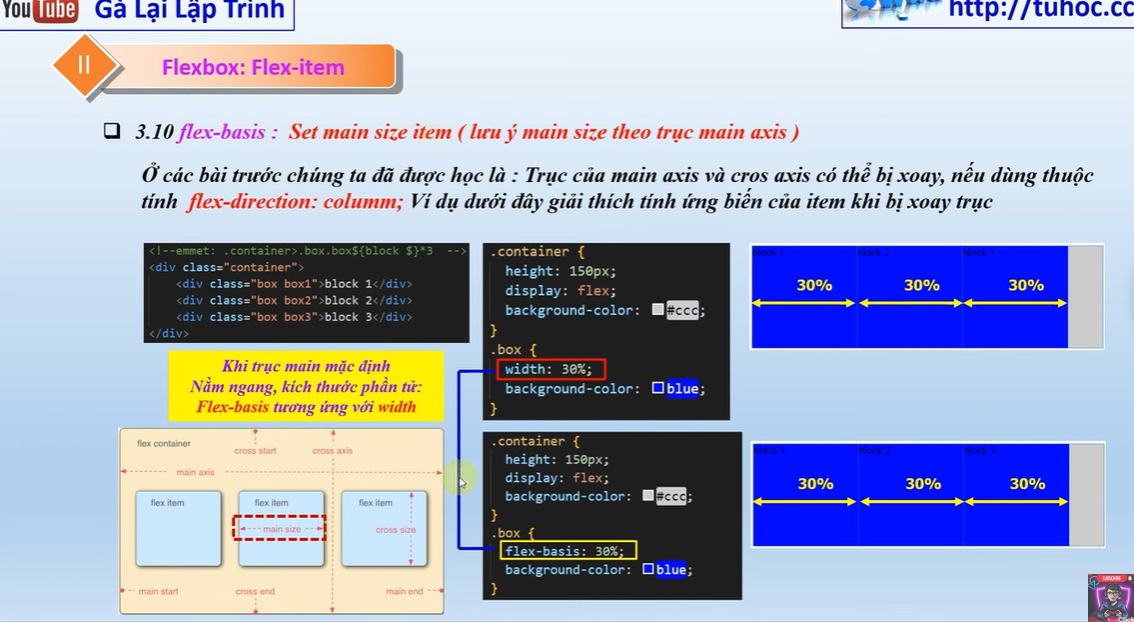 YouTube Gà Lại Lập Trình
http://tuhoc.cc
II
Flexbox: Flex-item
3.10 flex-basis : Set main size item ( lưu ý main size theo trục main axis )
Ở các bài trước chúng ta đã được học là : Trục của main axis và cros axis có thể bị xoay, nếu dùng thuộc
tính flex-direction: columm; Ví dụ dưới đây giải thích tính ứng biến của item khi bị xoay trục
<!--emmet: .container>.box.box${block $}*3 -->
<div class="container">
<div class="box box1">block 1</div>
<div class="box box2">block 2</div>
<div class="box box3">block 3</div>
</div>
.container {
height: 150px;
display: flex;
background-color: #ccc;
}
.box {
width: 30%;
background-color: blue;
}
block 1 block 2 block 3
30% 30% 30%
Khi trục main mặc định
Nằm ngang, kích thước phần tử:
Flex-basis tương ứng với width
flex container
cross start cross axis
main axis
flex item flex item flex item
main size cross size
main start cross end main end
.container {
height: 150px;
display: flex;
background-color: #ccc;
}
.box {
flex-basis: 30%;
background-color: blue;
}
block 1 block 2 block 3
30% 30% 30%
SUBSCRIBE